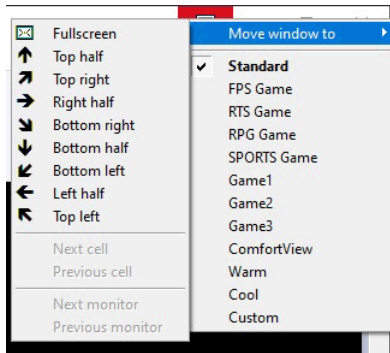 Fullscreen
Top half
Top right
Right half
Bottom right
Bottom half
Bottom left
Left half
Top left
Next cell
Previous cell
Next monitor
Previous monitor
Move window to
Standard
FPS Game
RTS Game
RPG Game
SPORTS Game
Game1
Game2
Game3
ComfortView
Warm
Cool
Custom